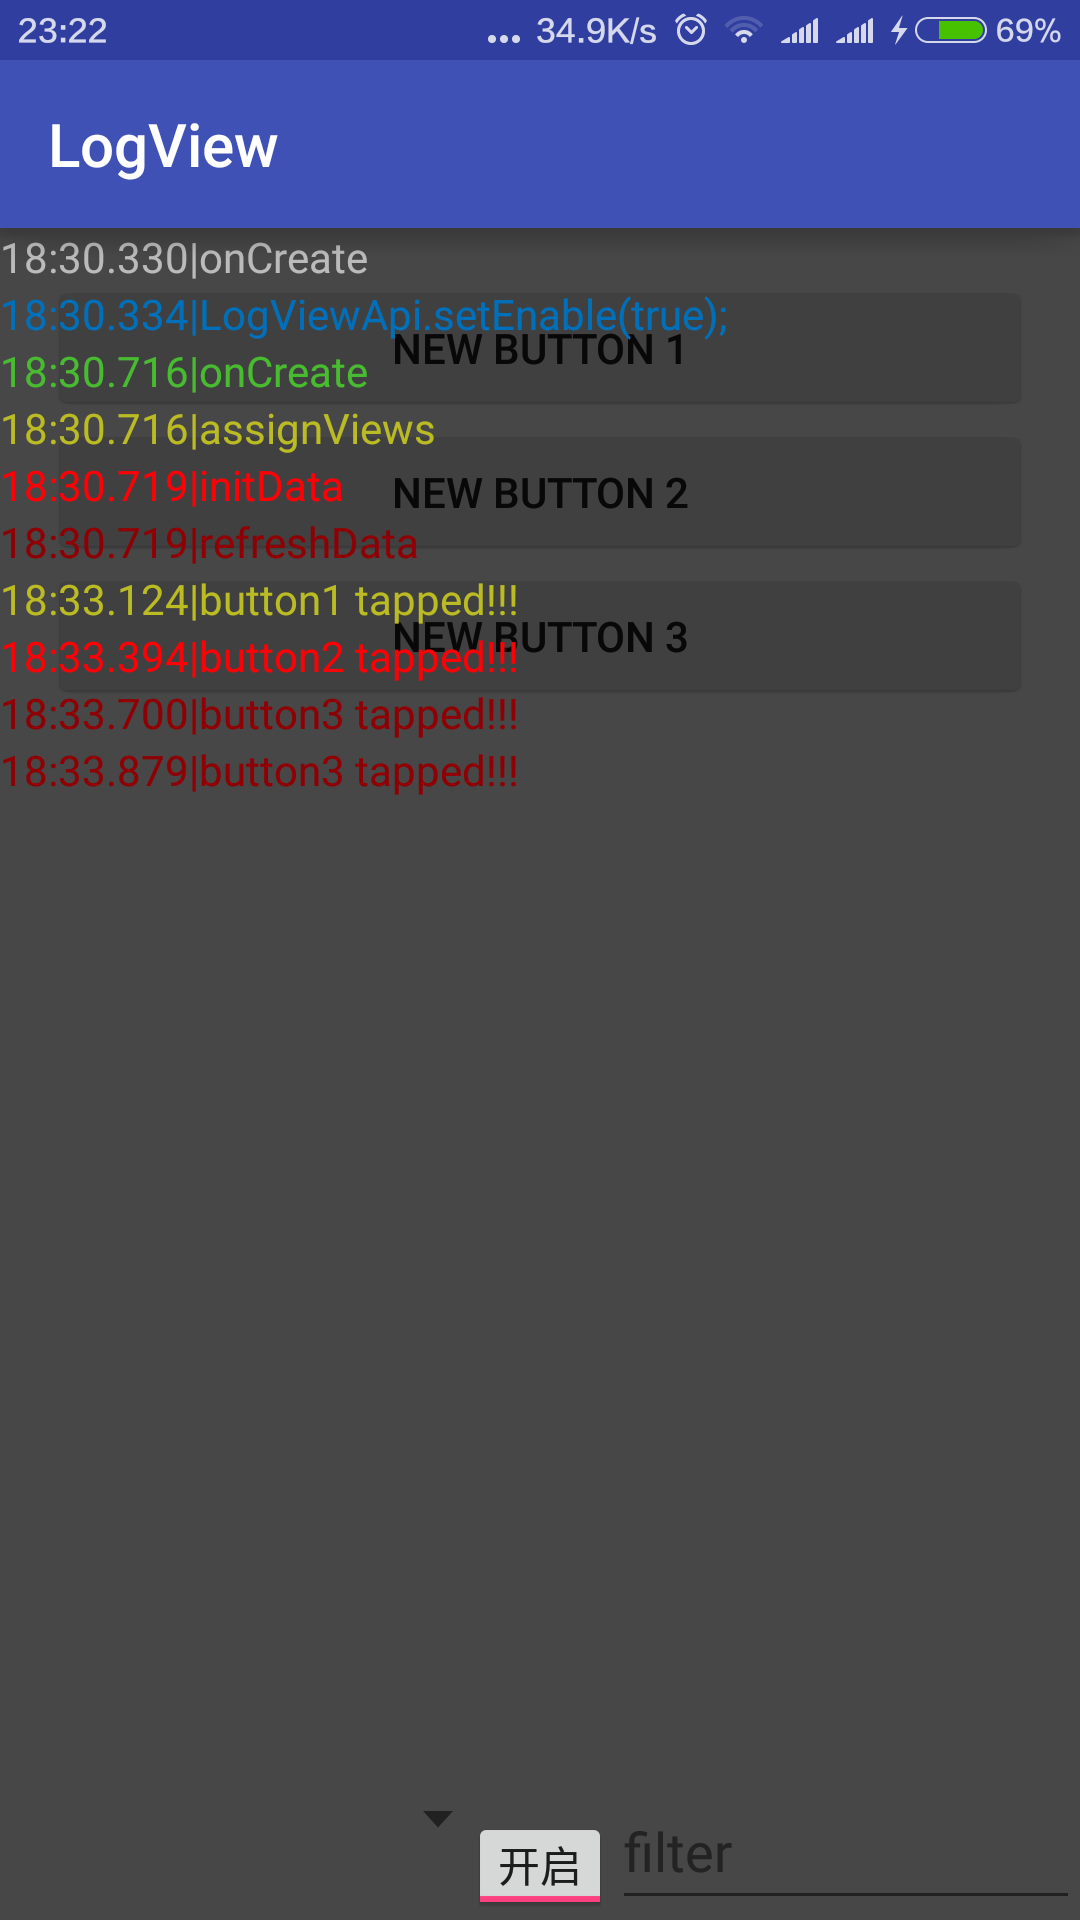 23:22 ... 34.9K/s 69%
LogView
18:30.330|onCreate
18:30.334|LogViewApi.setEnable(true);
NEW BUTTON 1
18:30.716|onCreate
18:30.716|assignViews
18:30.719|initData
NEW BUTTON 2
18:30.719|refreshData
18:33.124|button1 tapped!!!
NEW BUTTON 3
18:33.394|button2 tapped!!!
18:33.700|button3 tapped!!!
18:33.879|button3 tapped!!!
开启 filter